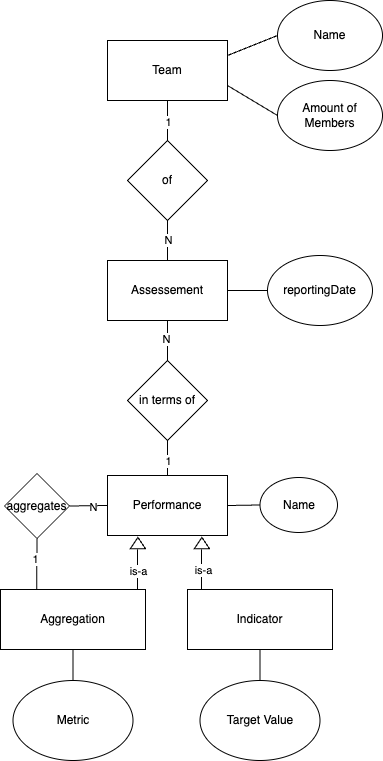 Name
Team
Amount of
Members
1
of
N
Assessement
reportingDate
N
in terms of
1
aggregates
N
Performance
Name
1
is-a
is-a
Aggregation
Indicator
Metric
Target Value